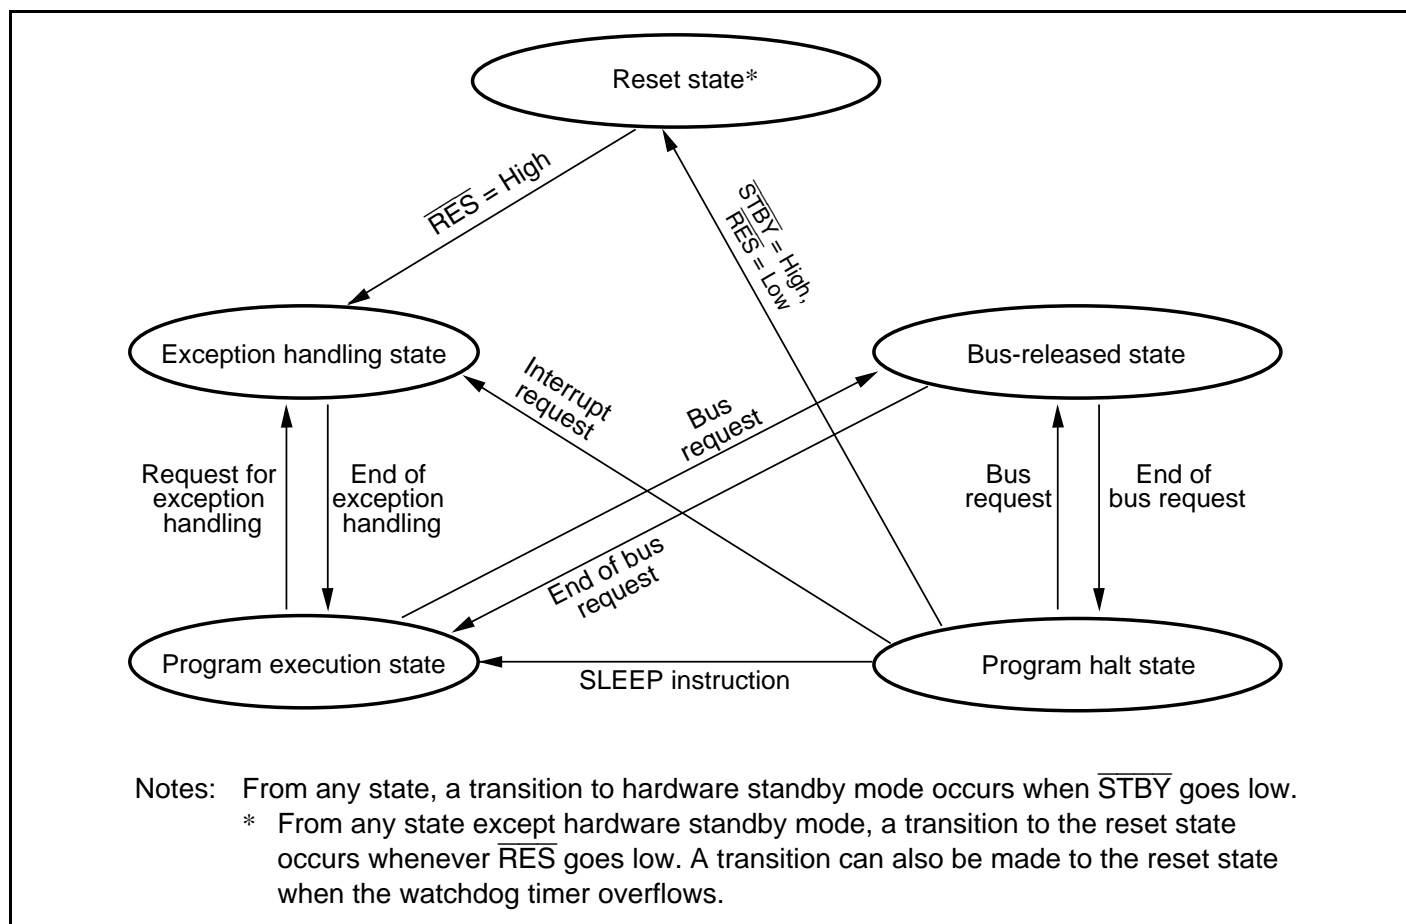 Reset state*
RES = High
STBY = High,
RES = Low
Exception handling state
Bus-released state
Interrupt
request
Bus
request
Request for
exception
handling
End of
exception
handling
Bus
request
End of
bus request
End of bus
request
Program execution state
SLEEP instruction
Program halt state
Notes: From any state, a transition to hardware standby mode occurs when STBY goes low.
* From any state except hardware standby mode, a transition to the reset state
occurs whenever RES goes low. A transition can also be made to the reset state
when the watchdog timer overflows.